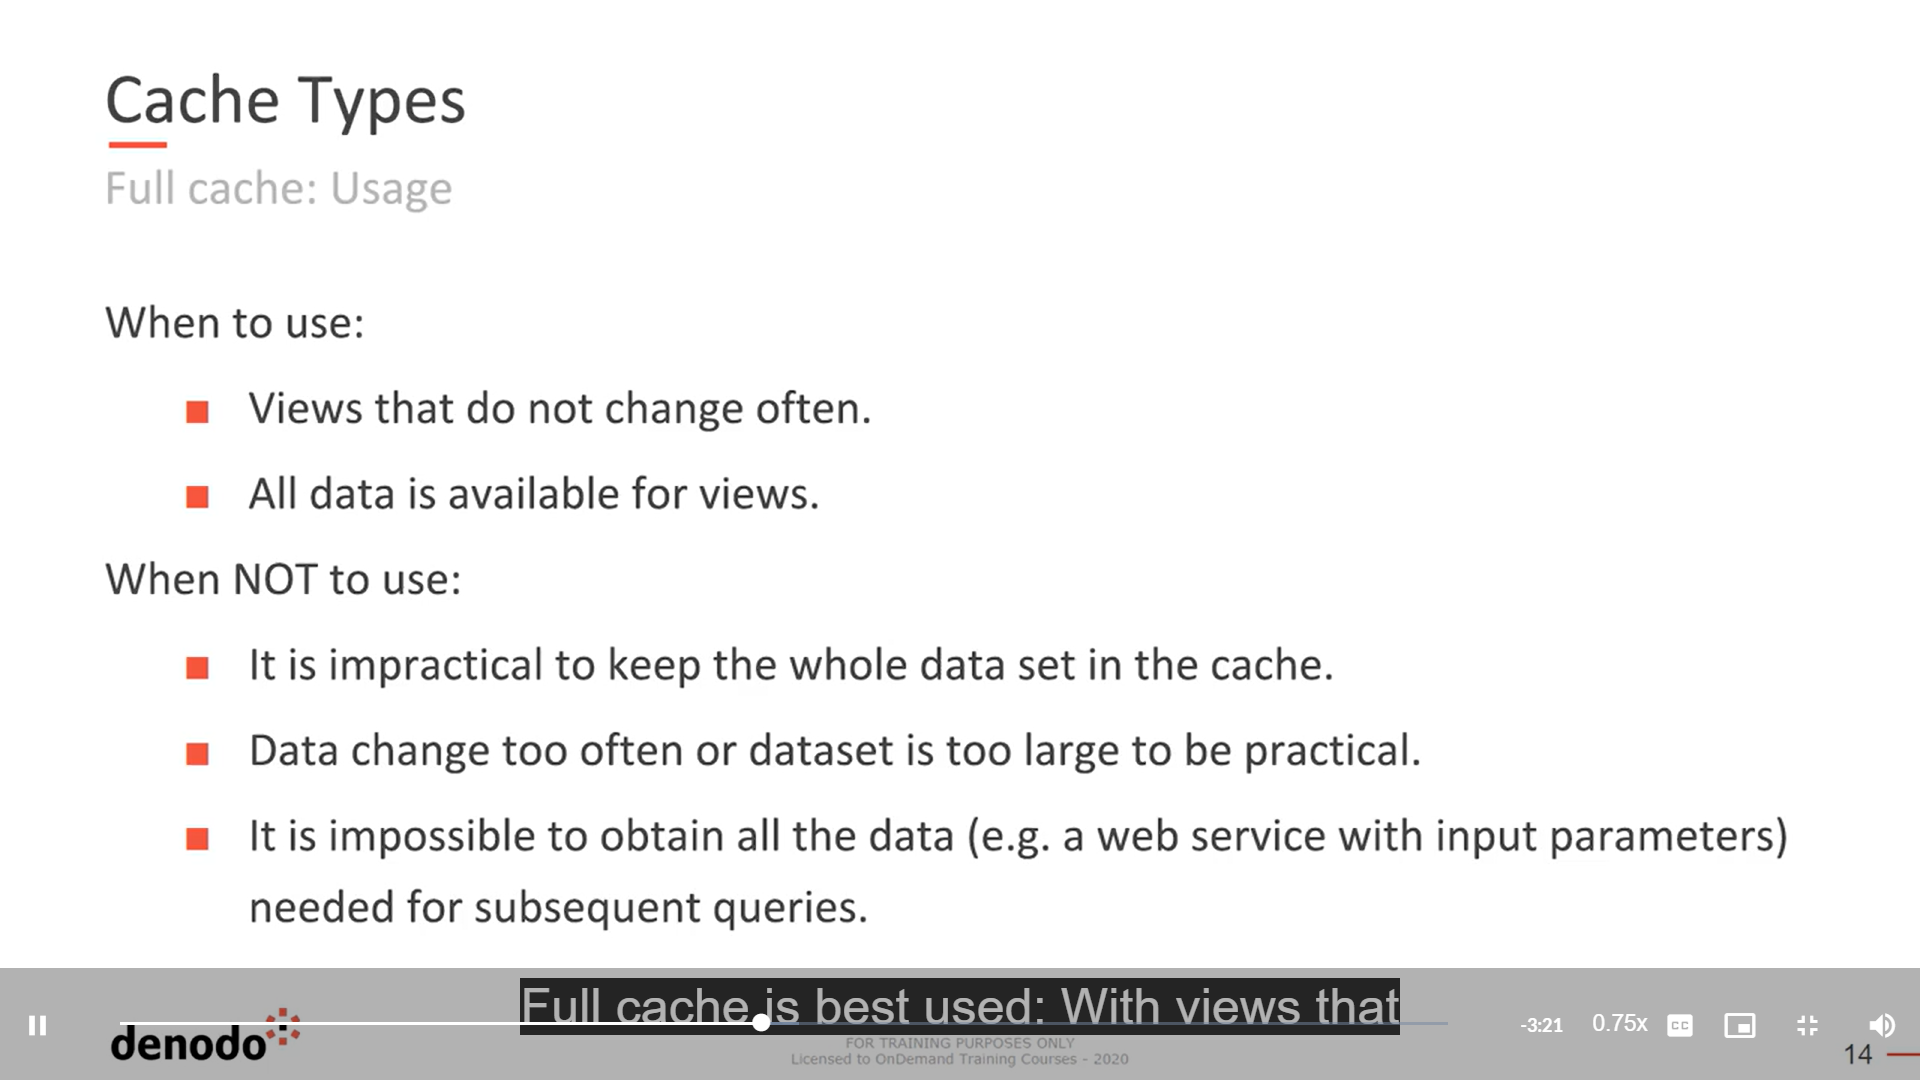 Cache Types
Full cache: Usage
When to use:
Views that do not change often.
All data is available for views.
When NOT to use:
It is impractical to keep the whole data set in the cache.
Data change too often or dataset is too large to be practical.
It is impossible to obtain all the data (e.g. a web service with input parameters)
needed for subsequent queries.
Full cache is best used: With views that
-3:21
0.75x
CC
denodo
FOR TRAINING PURPOSES ONLY
Licensed to OnDemand Training Courses - 2020
14